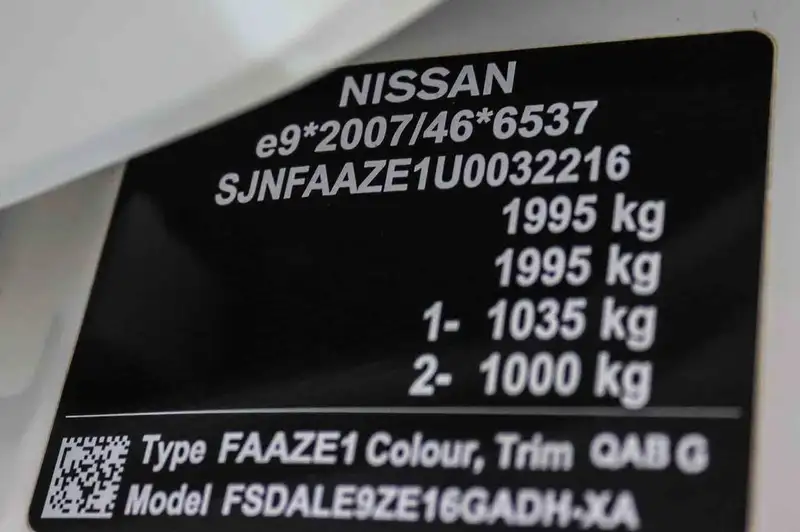 NISSAN
e9*2007/46*6537
SJNFAAZE1U0032216
1995 kg
1995 kg
1- 1035 kg
2- 1000 kg
Type FAAZE1 Colour, Trim QAB G
Model FSDALE9ZE16GADH-XA